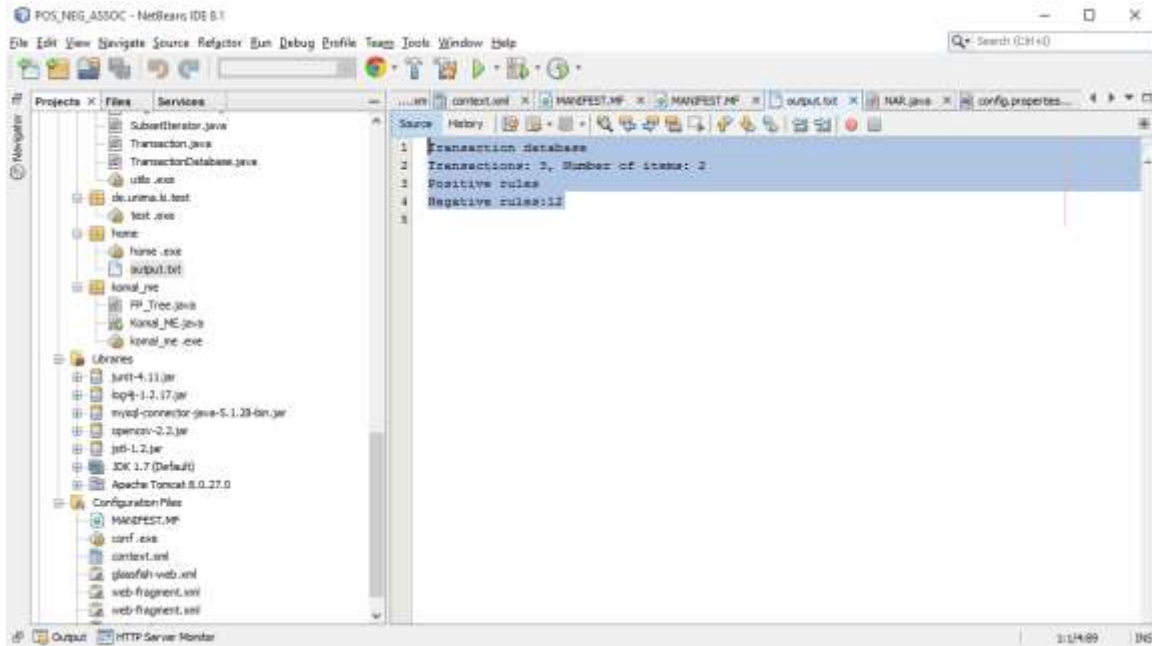 POS_NEG_ASSOC - NetBeans IDE 8.1
File Edit View Navigate Source Refactor Run Debug Profile Team Tools Window Help
Search (Ctrl+I)
Projects × Files Services
context.xml × MANIFEST.MF × MANIFEST.MF × output.txt × NAR.java × config.properties...
Navigator
Source History
SubsetIterator.java
Transaction.java
TransactionDatabase.java
utils .exe
de.unima.ki.test
test .exe
home
home .exe
output.txt
komal_me
FP_Tree.java
Komal_ME.java
komal_me .exe
Libraries
junit-4.11.jar
log4j-1.2.17.jar
mysql-connector-java-5.1.28-bin.jar
opencsv-2.2.jar
jstl-1.2.jar
JDK 1.7 (Default)
Apache Tomcat 8.0.27.0
Configuration Files
MANIFEST.MF
conf .exe
context.xml
glassfish-web.xml
web-fragment.xml
web-fragment.xml
1 Transaction database
2 Transactions: 3, Number of items: 2
3 Positive rules
4 Negative rules:12
5
Output HTTP Server Monitor
1:1/4:89 INS